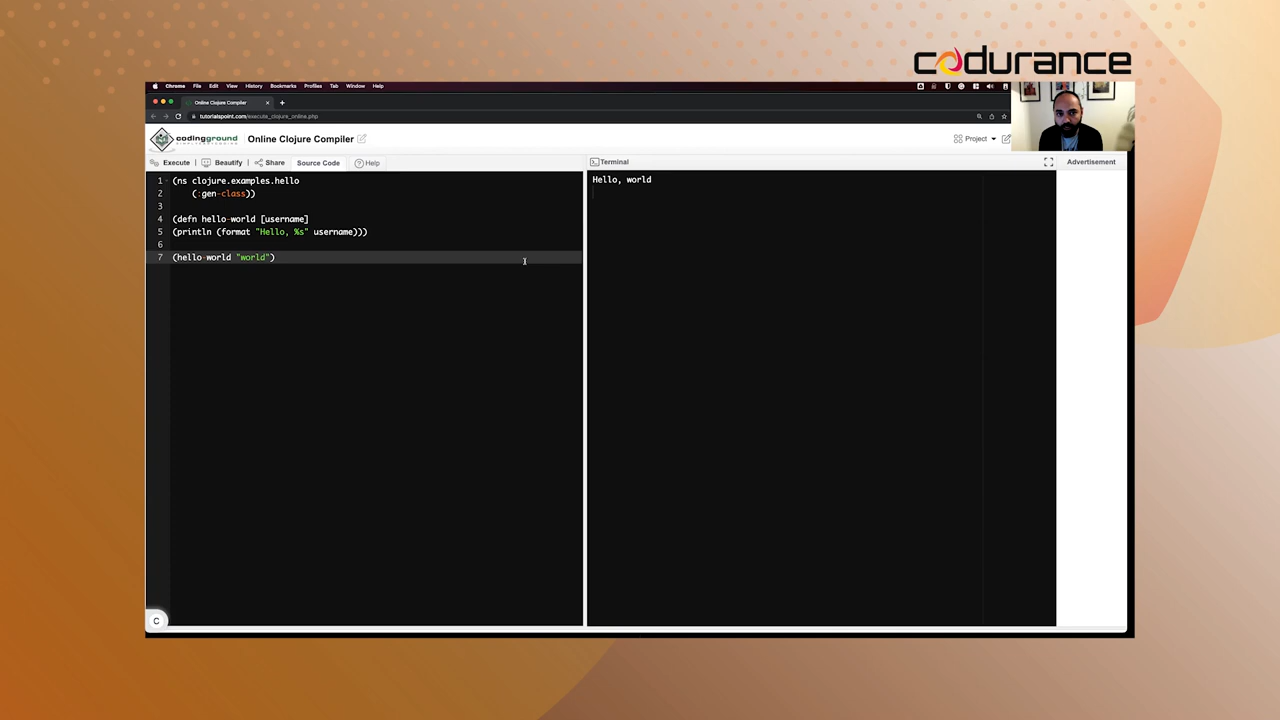 codurance
Chrome File Edit View History Bookmarks Profiles Tab Window Help
Online Clojure Compiler
tutorialspoint.com/execute_clojure_online.php
codingground
SIMPLY EASY CODING
Online Clojure Compiler
Project
Execute Beautify Share Source Code Help
Terminal
Advertisement
1 (ns clojure.examples.hello
2 (:gen-class))
3
4 (defn hello-world [username]
5 (println (format "Hello, %s" username)))
6
7 (hello-world "world")
Hello, world
C